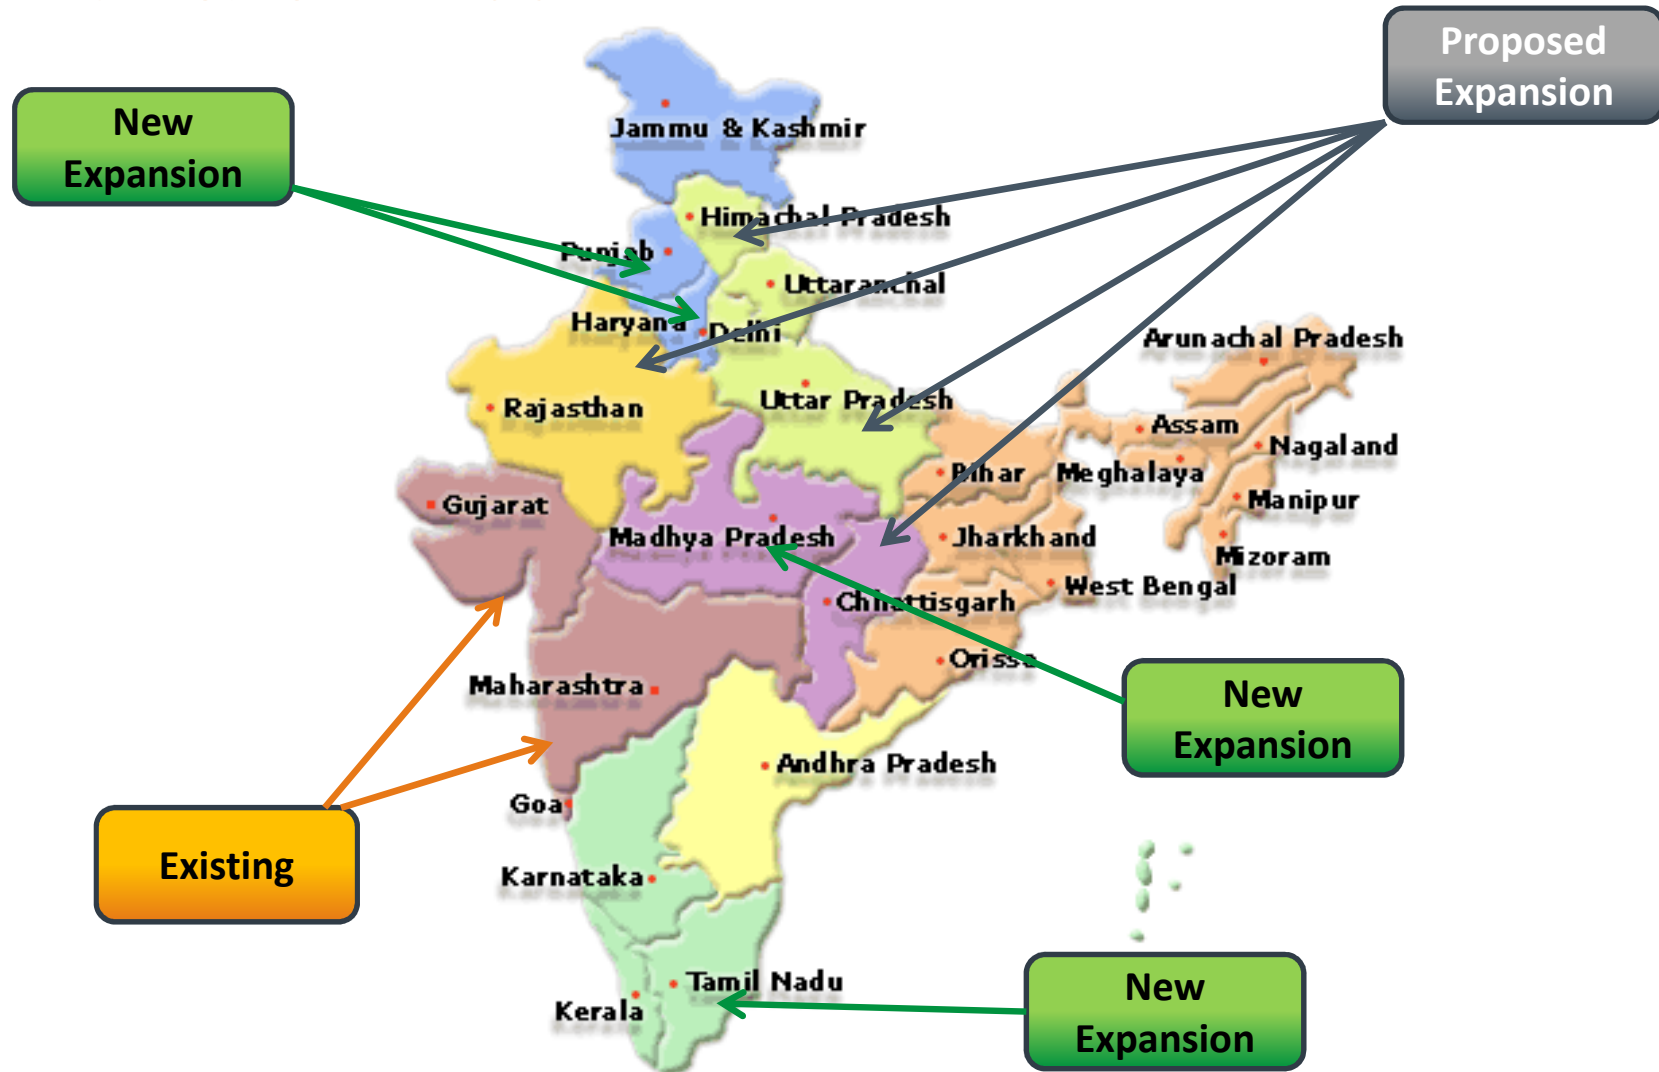 Proposed
Expansion
New
Expansion
Jammu & Kashmir
Himachal Pradesh
Punjab
Uttaranchal
Haryana
Delhi
Arunachal Pradesh
Rajasthan
Uttar Pradesh
Assam
Nagaland
Bihar
Meghalaya
Gujarat
Manipur
Madhya Pradesh
Jharkhand
Mizoram
West Bengal
Chhattisgarh
Orissa
Maharashtra
New
Expansion
Andhra Pradesh
Goa
Existing
Karnataka
Tamil Nadu
Kerala
New
Expansion